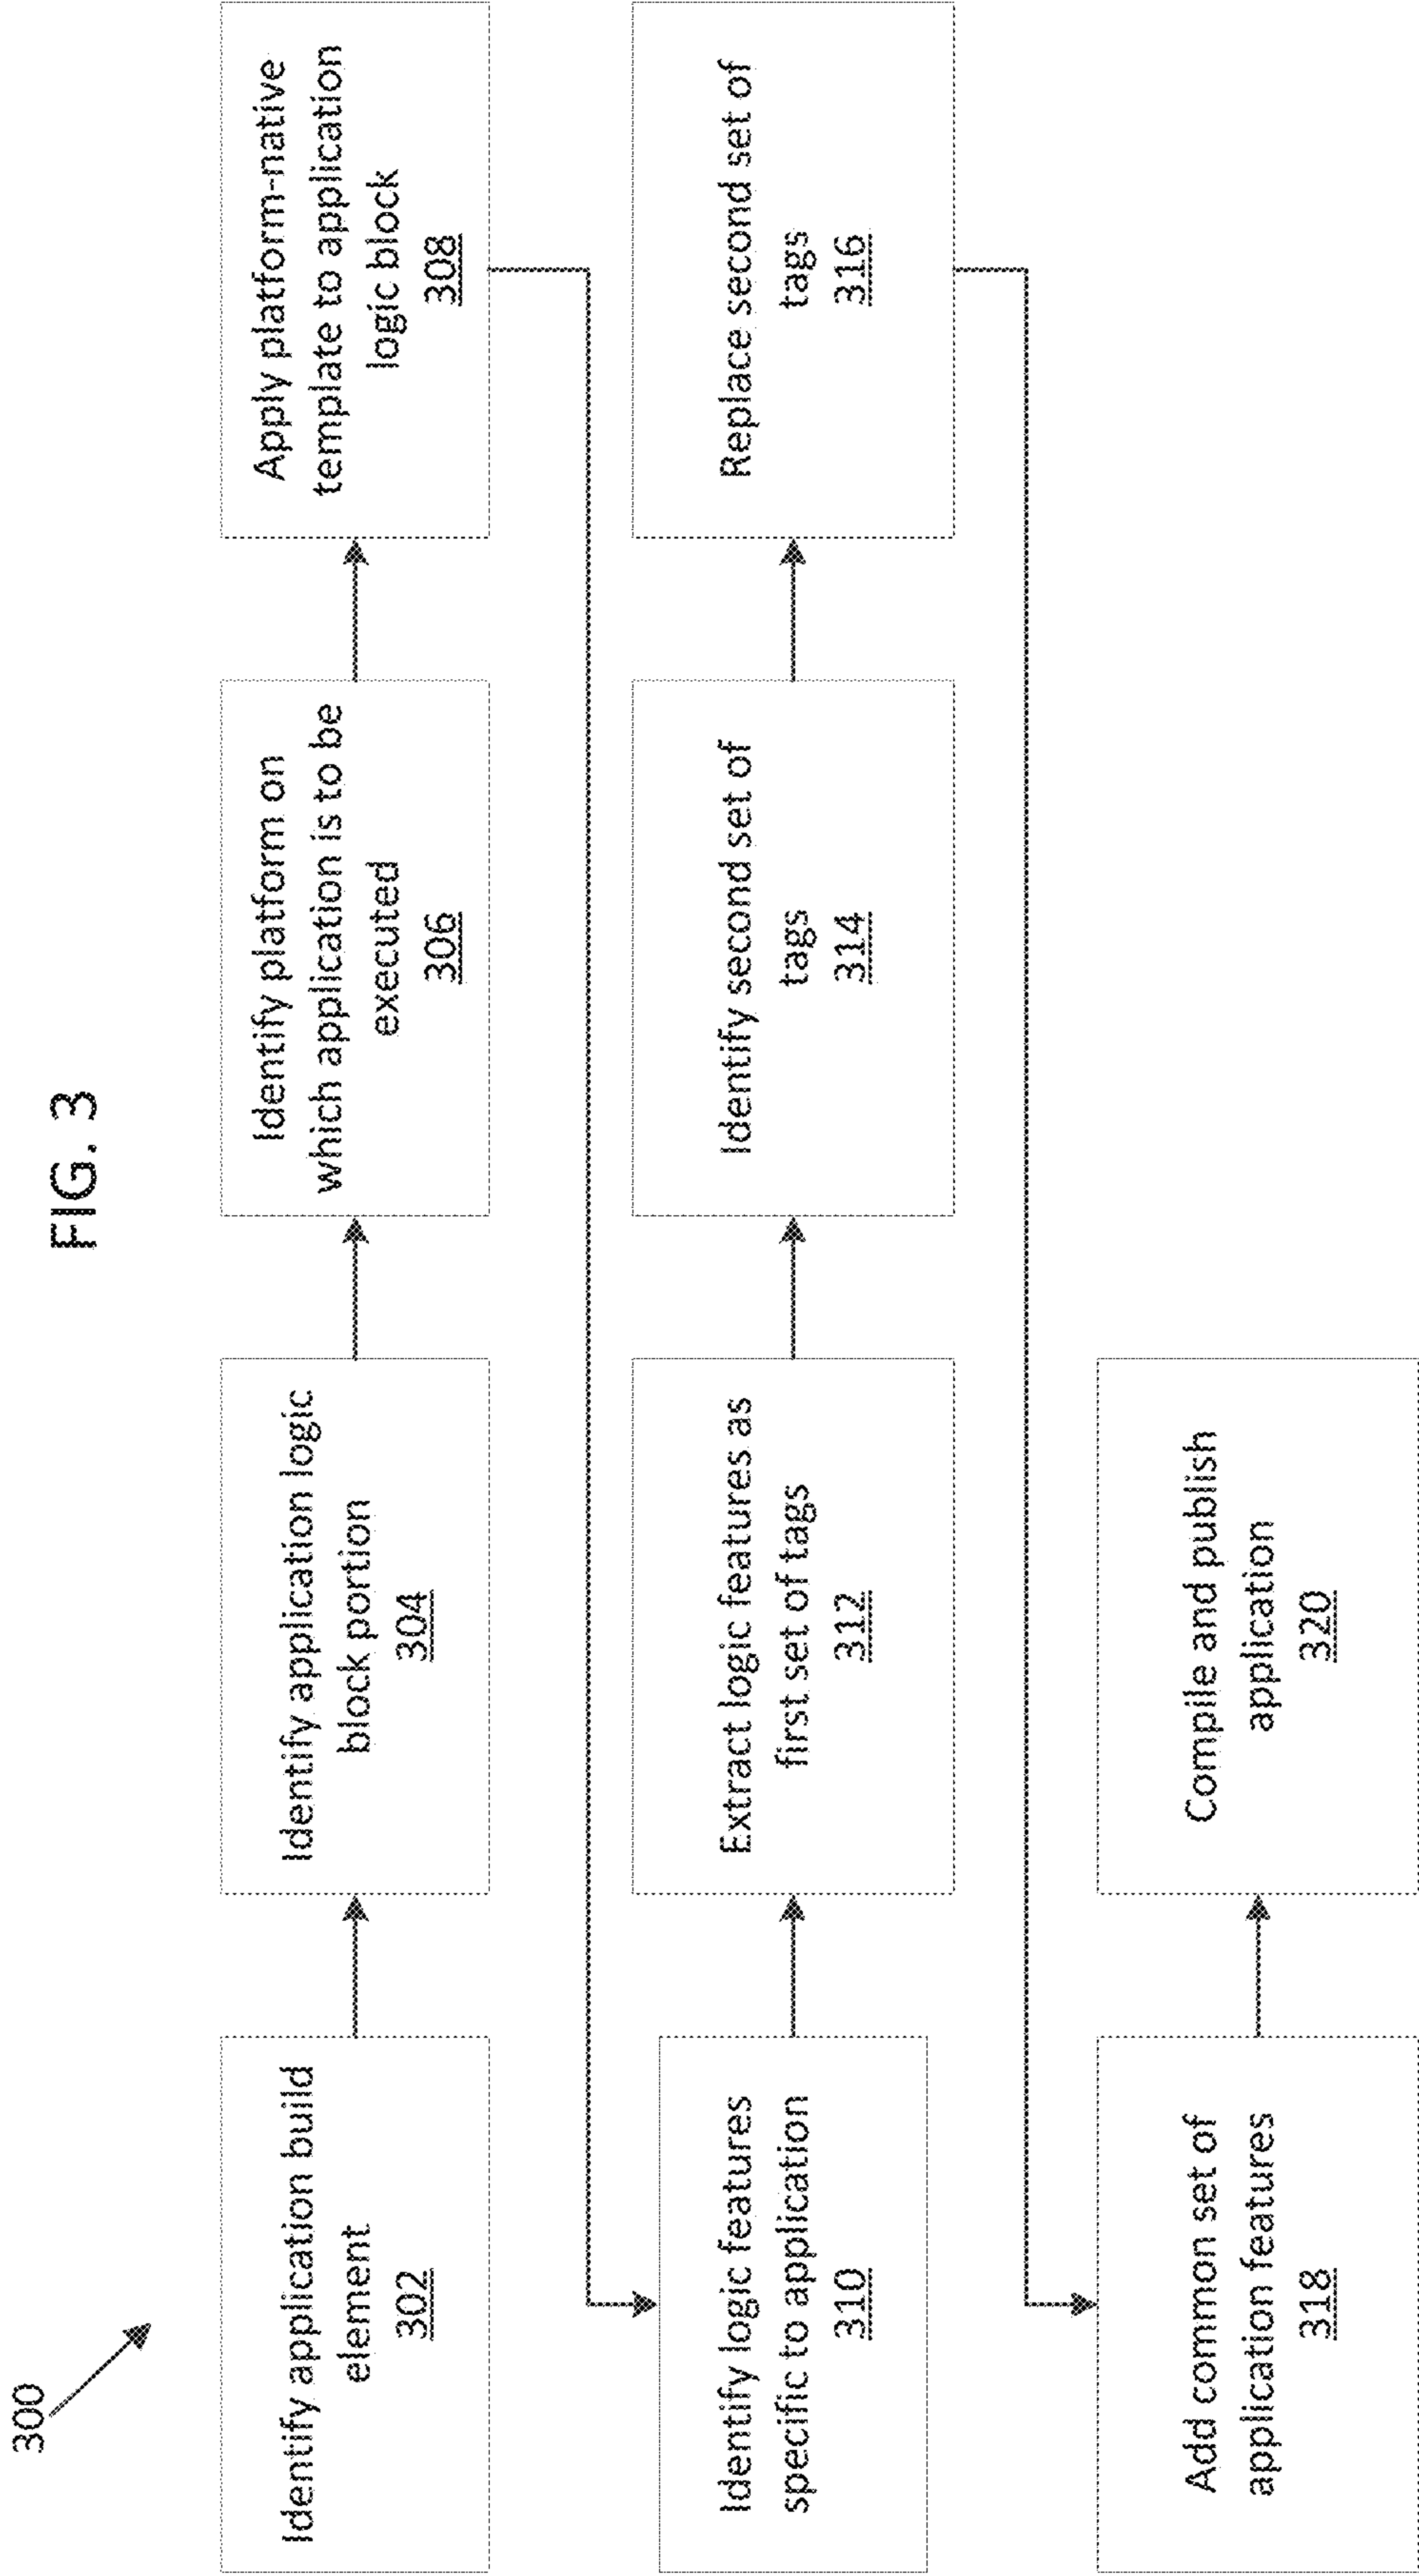 FIG. 3
300
Identify application build
element
302
Identify application logic
block portion
304
Identify platform on
which application is to be
executed
306
Apply platform-native
template to application
logic block
308
Identify logic features
specific to application
310
Extract logic features as
first set of tags
312
Identify second set of
tags
314
Replace second set of
tags
316
Add common set of
application features
318
Compile and publish
application
320